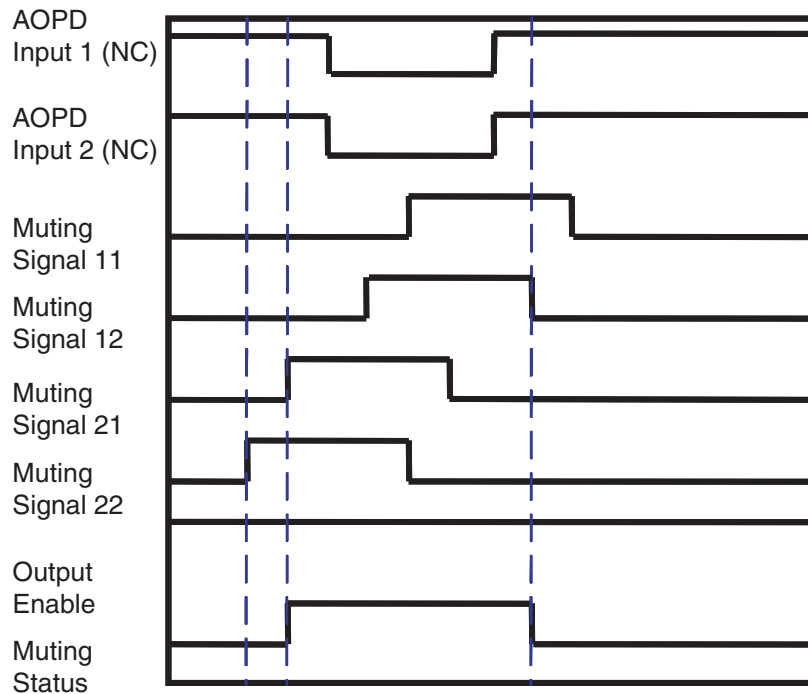 AOPD
Input 1 (NC)
AOPD
Input 2 (NC)
Muting
Signal 11
Muting
Signal 12
Muting
Signal 21
Muting
Signal 22
Output
Enable
Muting
Status